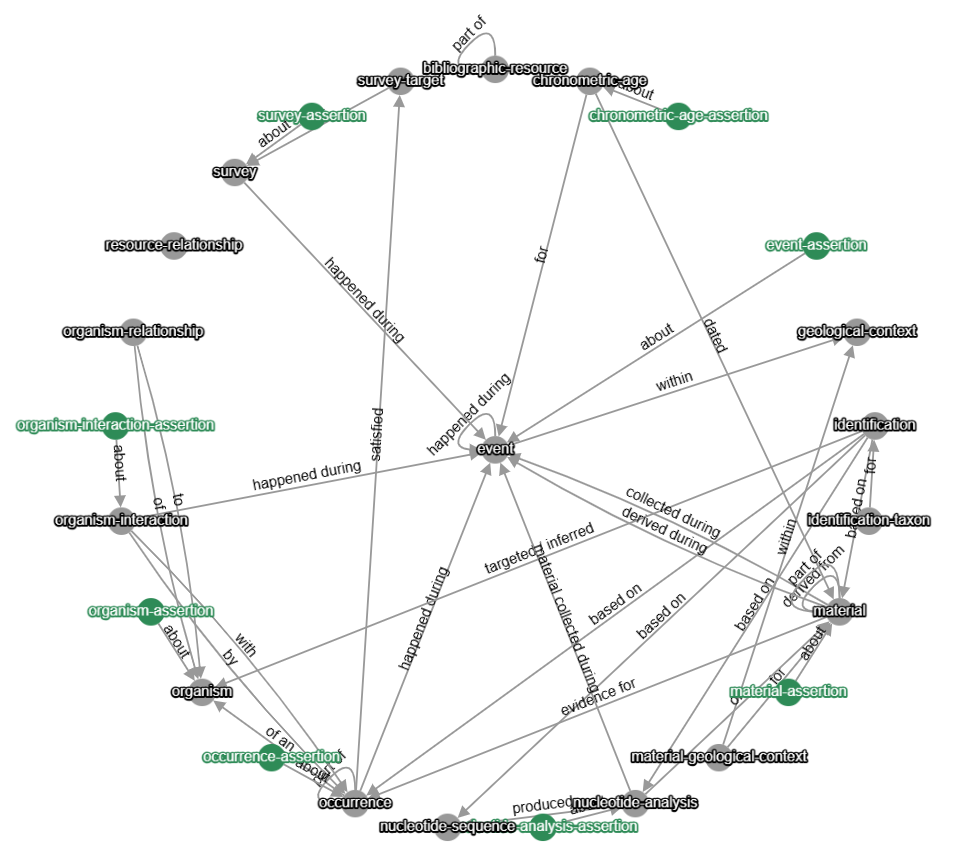 part of
bibliographic-resource
survey-target
chronometric-age
about
survey-assertion
chronometric-age-assertion
about
survey
resource-relationship
event-assertion
for
happened during
organism-relationship
geological-context
about
dated
within
happened during
organism-interaction-assertion
satisfied
identification
event
about
for
happened during
based on
of
to
collected during
organism-interaction
identification-taxon
derived during
targeted
inferred
within
part of
derived from
material collected during
happened during
based on
based on
based on
organism-assertion
material
about
with
by
about
organism
for
material-assertion
evidence for
of an
occurrence-assertion
about
material-geological-context
occurrence
produced
nucleotide-analysis
nucleotide-sequence
-analysis-assertion